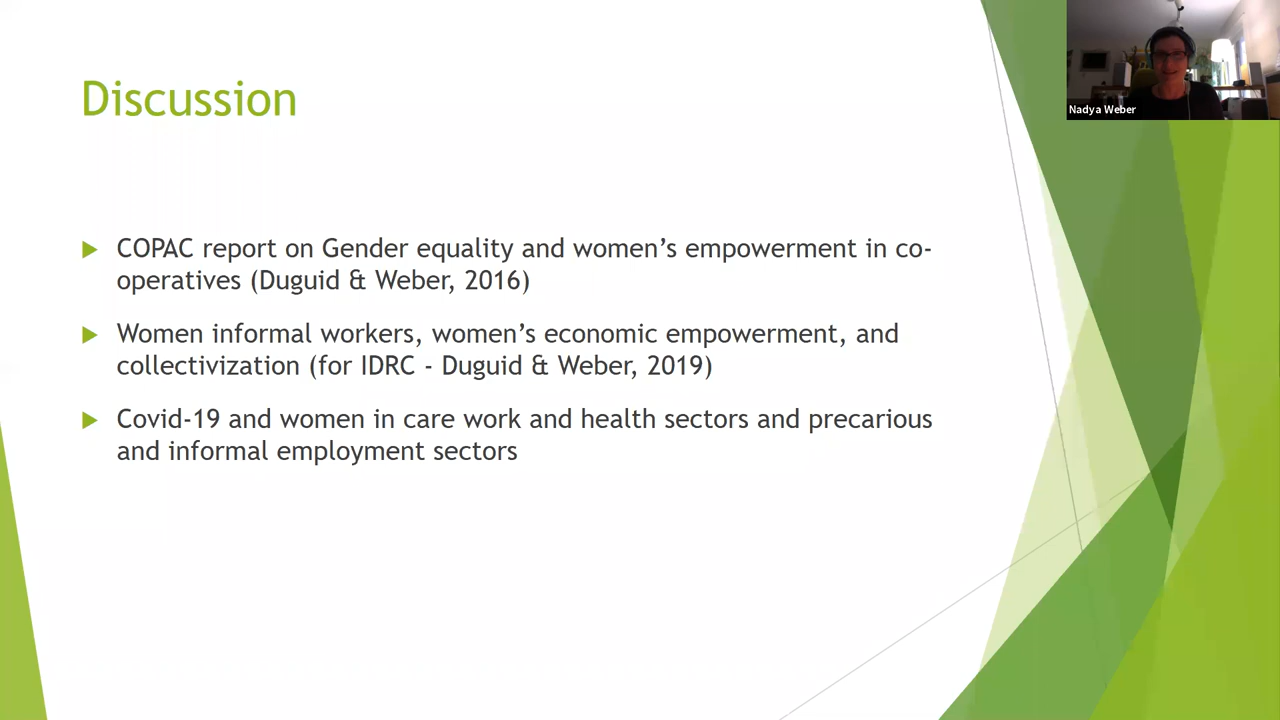 Discussion
Nadya Weber
COPAC report on Gender equality and women’s empowerment in co-
operatives (Duguid & Weber, 2016)
Women informal workers, women’s economic empowerment, and
collectivization (for IDRC - Duguid & Weber, 2019)
Covid-19 and women in care work and health sectors and precarious
and informal employment sectors